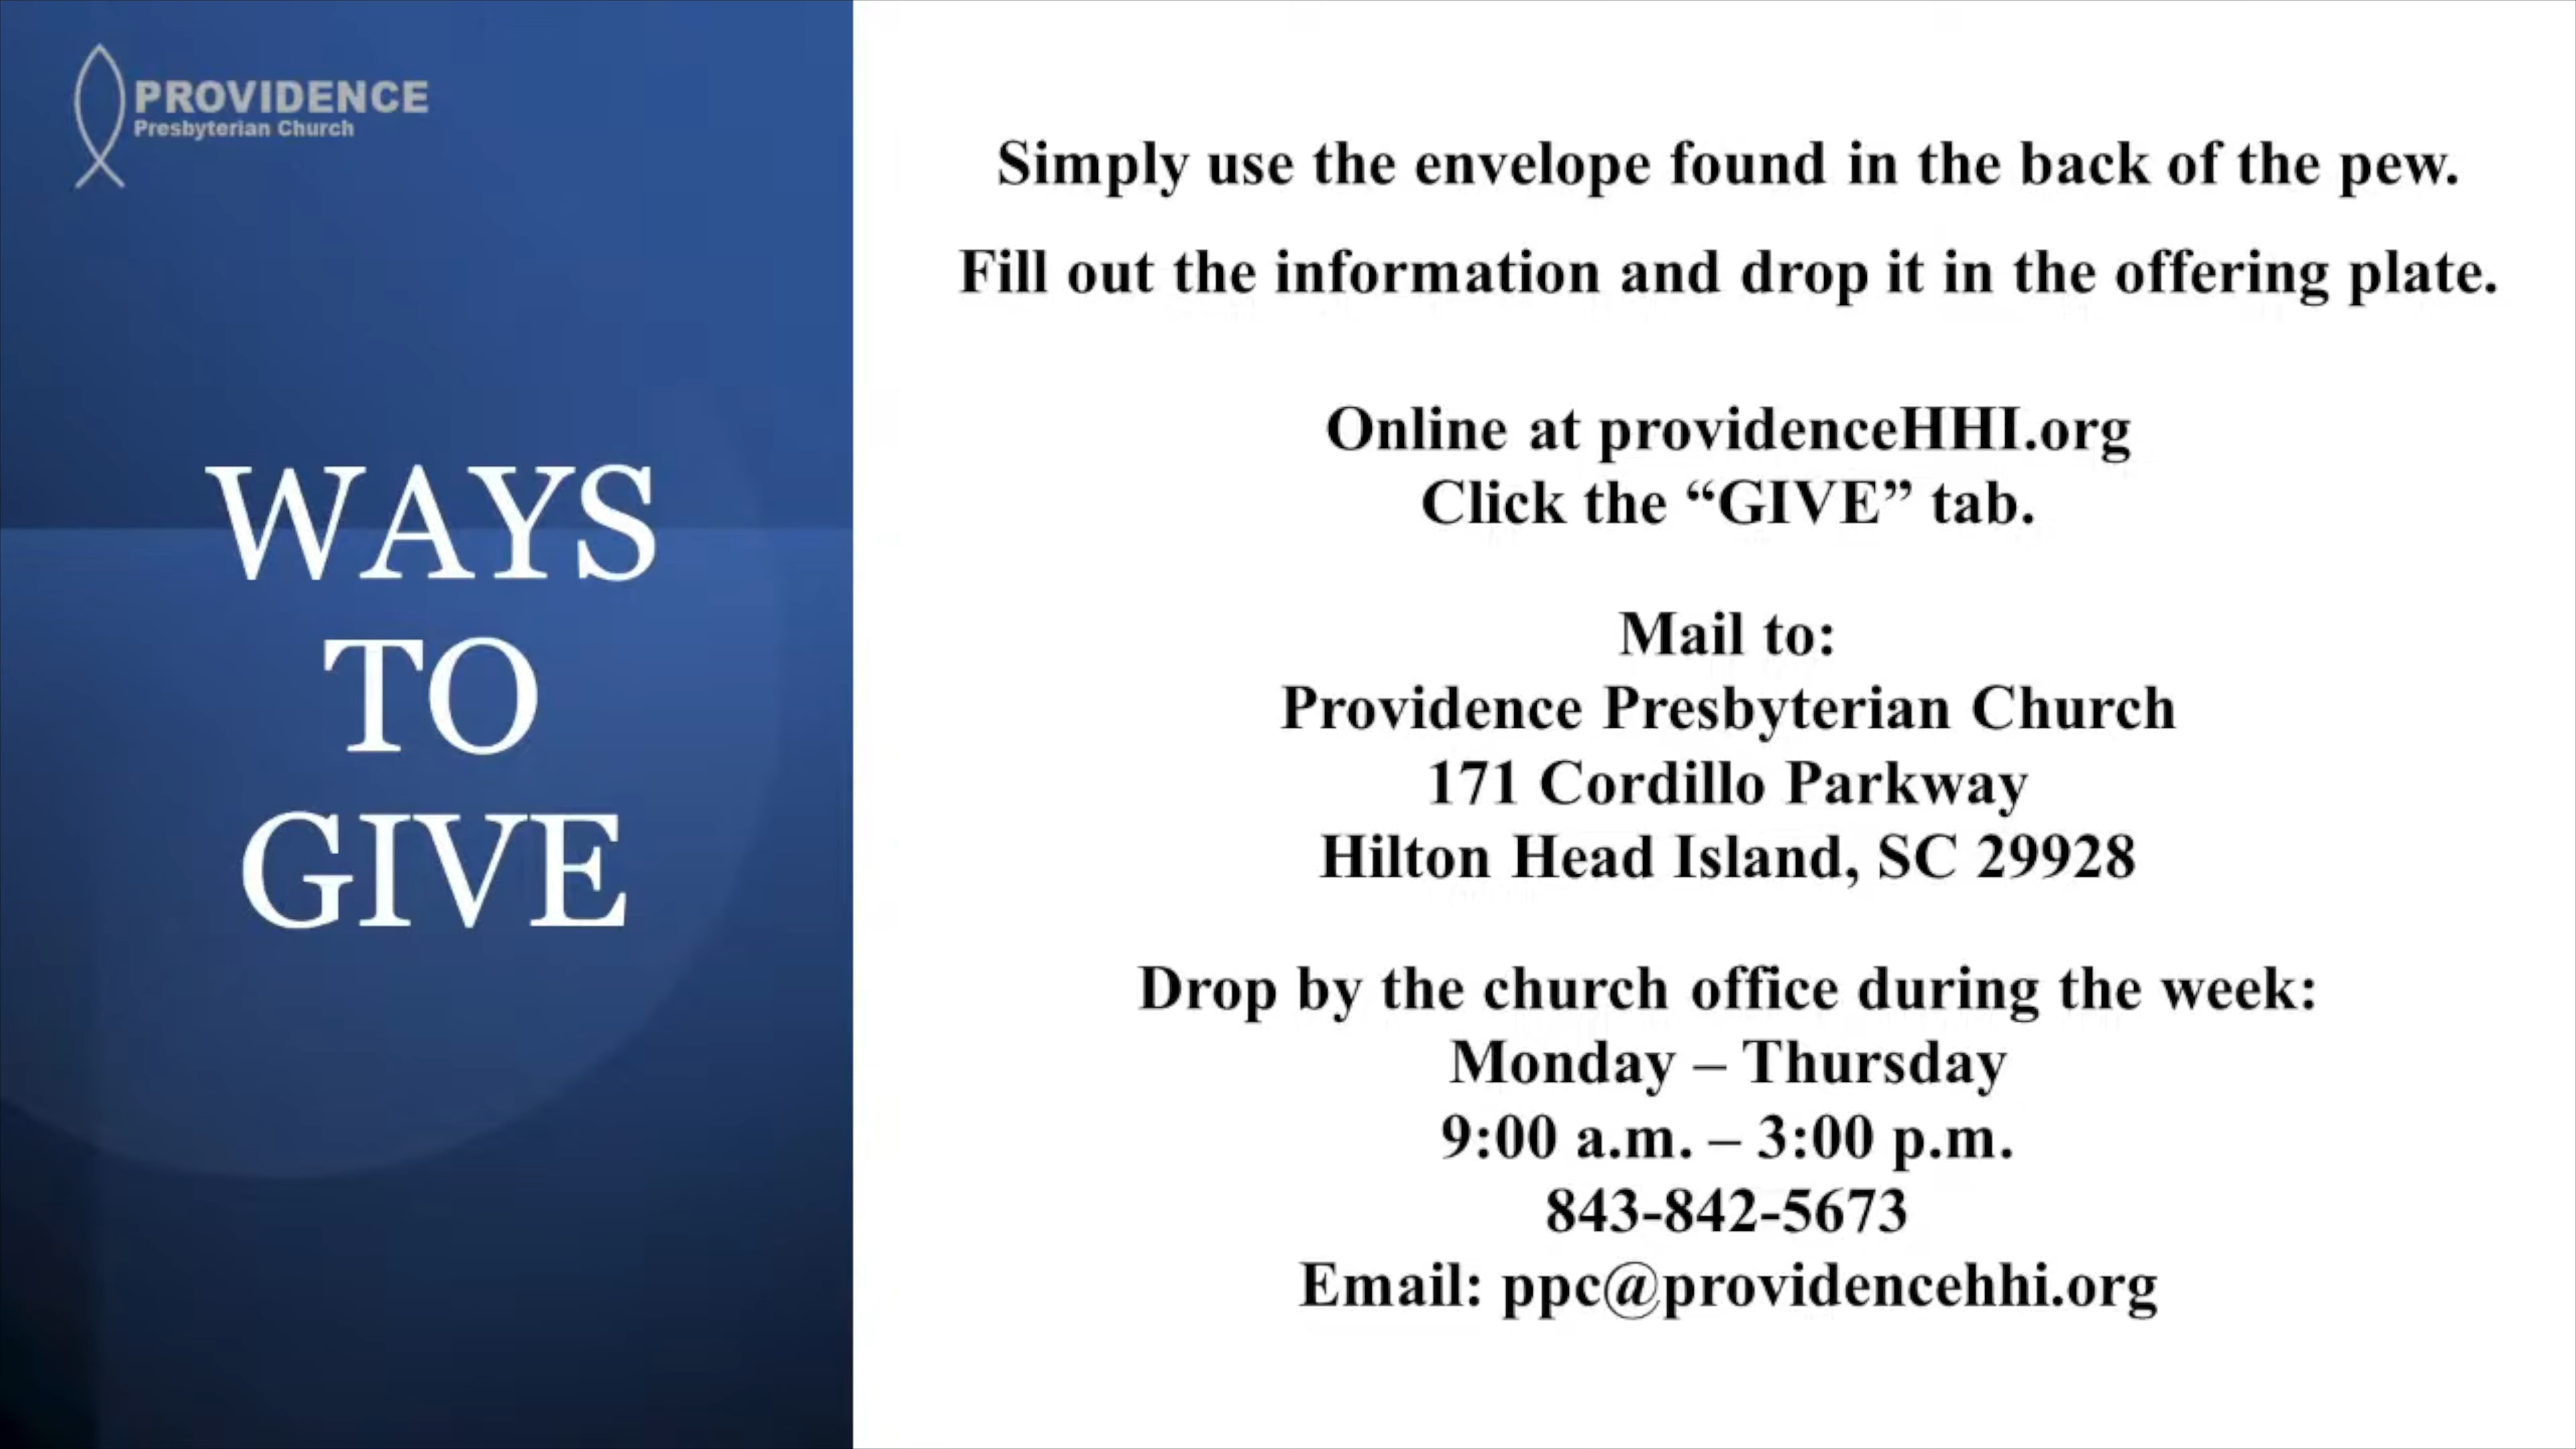 PROVIDENCE
Presbyterian Church
WAYS
TO
GIVE
Simply use the envelope found in the back of the pew.
Fill out the information and drop it in the offering plate.
Online at providenceHHI.org
Click the “GIVE” tab.
Mail to:
Providence Presbyterian Church
171 Cordillo Parkway
Hilton Head Island, SC 29928
Drop by the church office during the week:
Monday – Thursday
9:00 a.m. – 3:00 p.m.
843-842-5673
Email: ppc@providencehhi.org